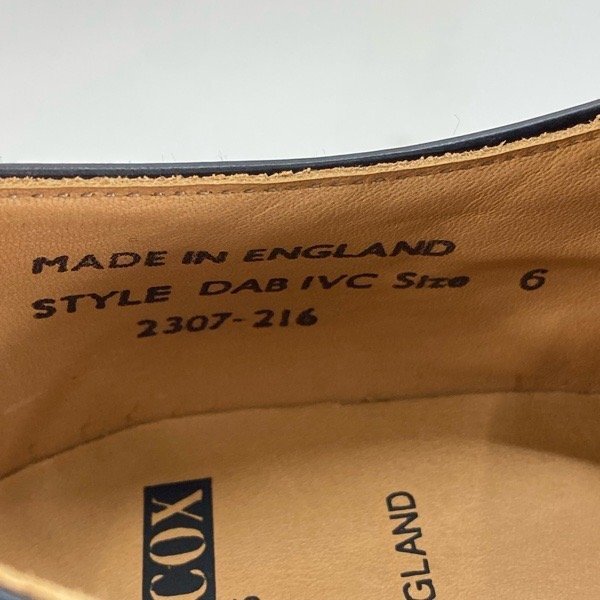 MADE IN ENGLAND
STYLE DAB IVC Size 6
2307-216
COX
GLAND